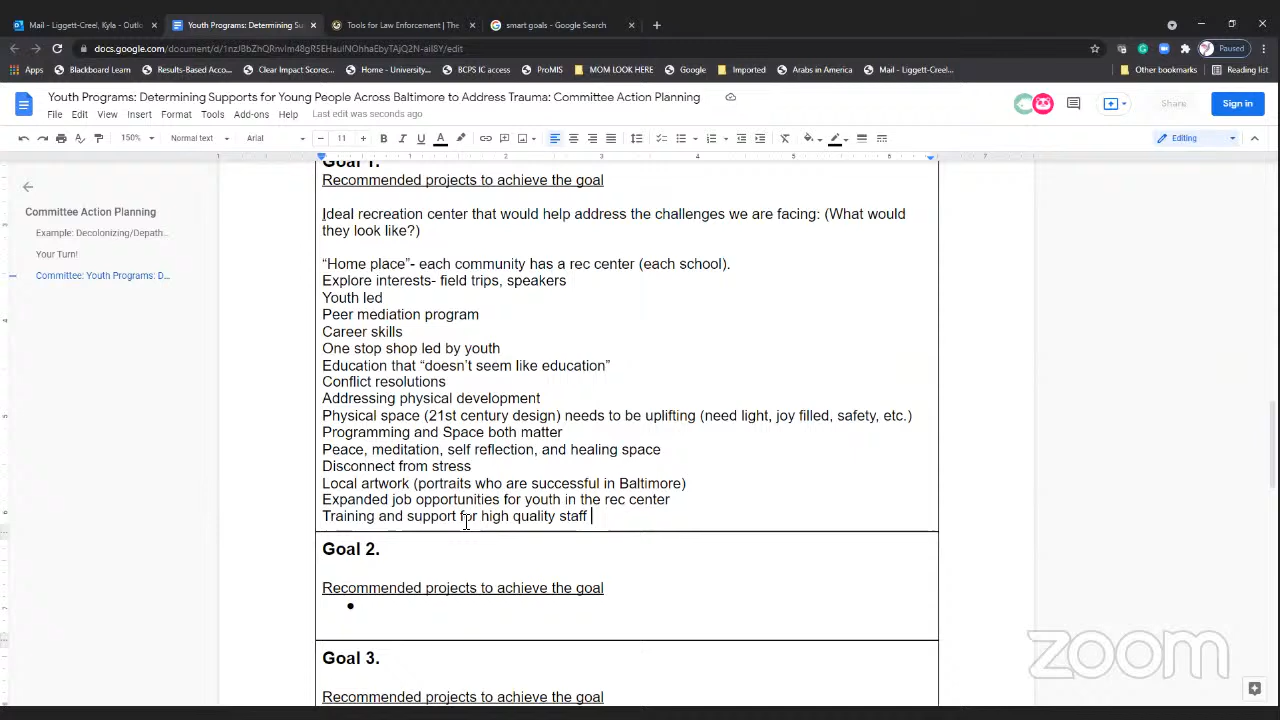 Mail - Liggett-Creel, Kyla - Outlo
Youth Programs: Determining Su
Tools for Law Enforcement | The
smart goals - Google Search
docs.google.com/document/d/1nzJBbZhQRnvlm48gR5EHauINOhhaEbyTAjQ2N-aiI8Y/edit
Paused
Apps
Blackboard Learn
Results-Based Acco...
Clear Impact Scorec...
Home - University...
BCPS IC access
ProMIS
MOM LOOK HERE
Google
Imported
Arabs in America
Mail - Liggett-Creel...
Other bookmarks
Reading list
Youth Programs: Determining Supports for Young People Across Baltimore to Address Trauma: Committee Action Planning
File Edit View Insert Format Tools Add-ons Help Last edit was seconds ago
Share
Sign in
150% Normal text Arial 11 B I U A
Editing
1 1 2 3 4 5 6 7
Committee Action Planning
Example: Decolonizing/Depath...
Your Turn!
Committee: Youth Programs: D...
Goal 1.
Recommended projects to achieve the goal
Ideal recreation center that would help address the challenges we are facing: (What would
they look like?)
“Home place”- each community has a rec center (each school).
Explore interests- field trips, speakers
Youth led
Peer mediation program
Career skills
One stop shop led by youth
Education that “doesn’t seem like education”
Conflict resolutions
Addressing physical development
Physical space (21st century design) needs to be uplifting (need light, joy filled, safety, etc.)
Programming and Space both matter
Peace, meditation, self reflection, and healing space
Disconnect from stress
Local artwork (portraits who are successful in Baltimore)
Expanded job opportunities for youth in the rec center
Training and support for high quality staff
Goal 2.
Recommended projects to achieve the goal
Goal 3.
Recommended projects to achieve the goal
zoom